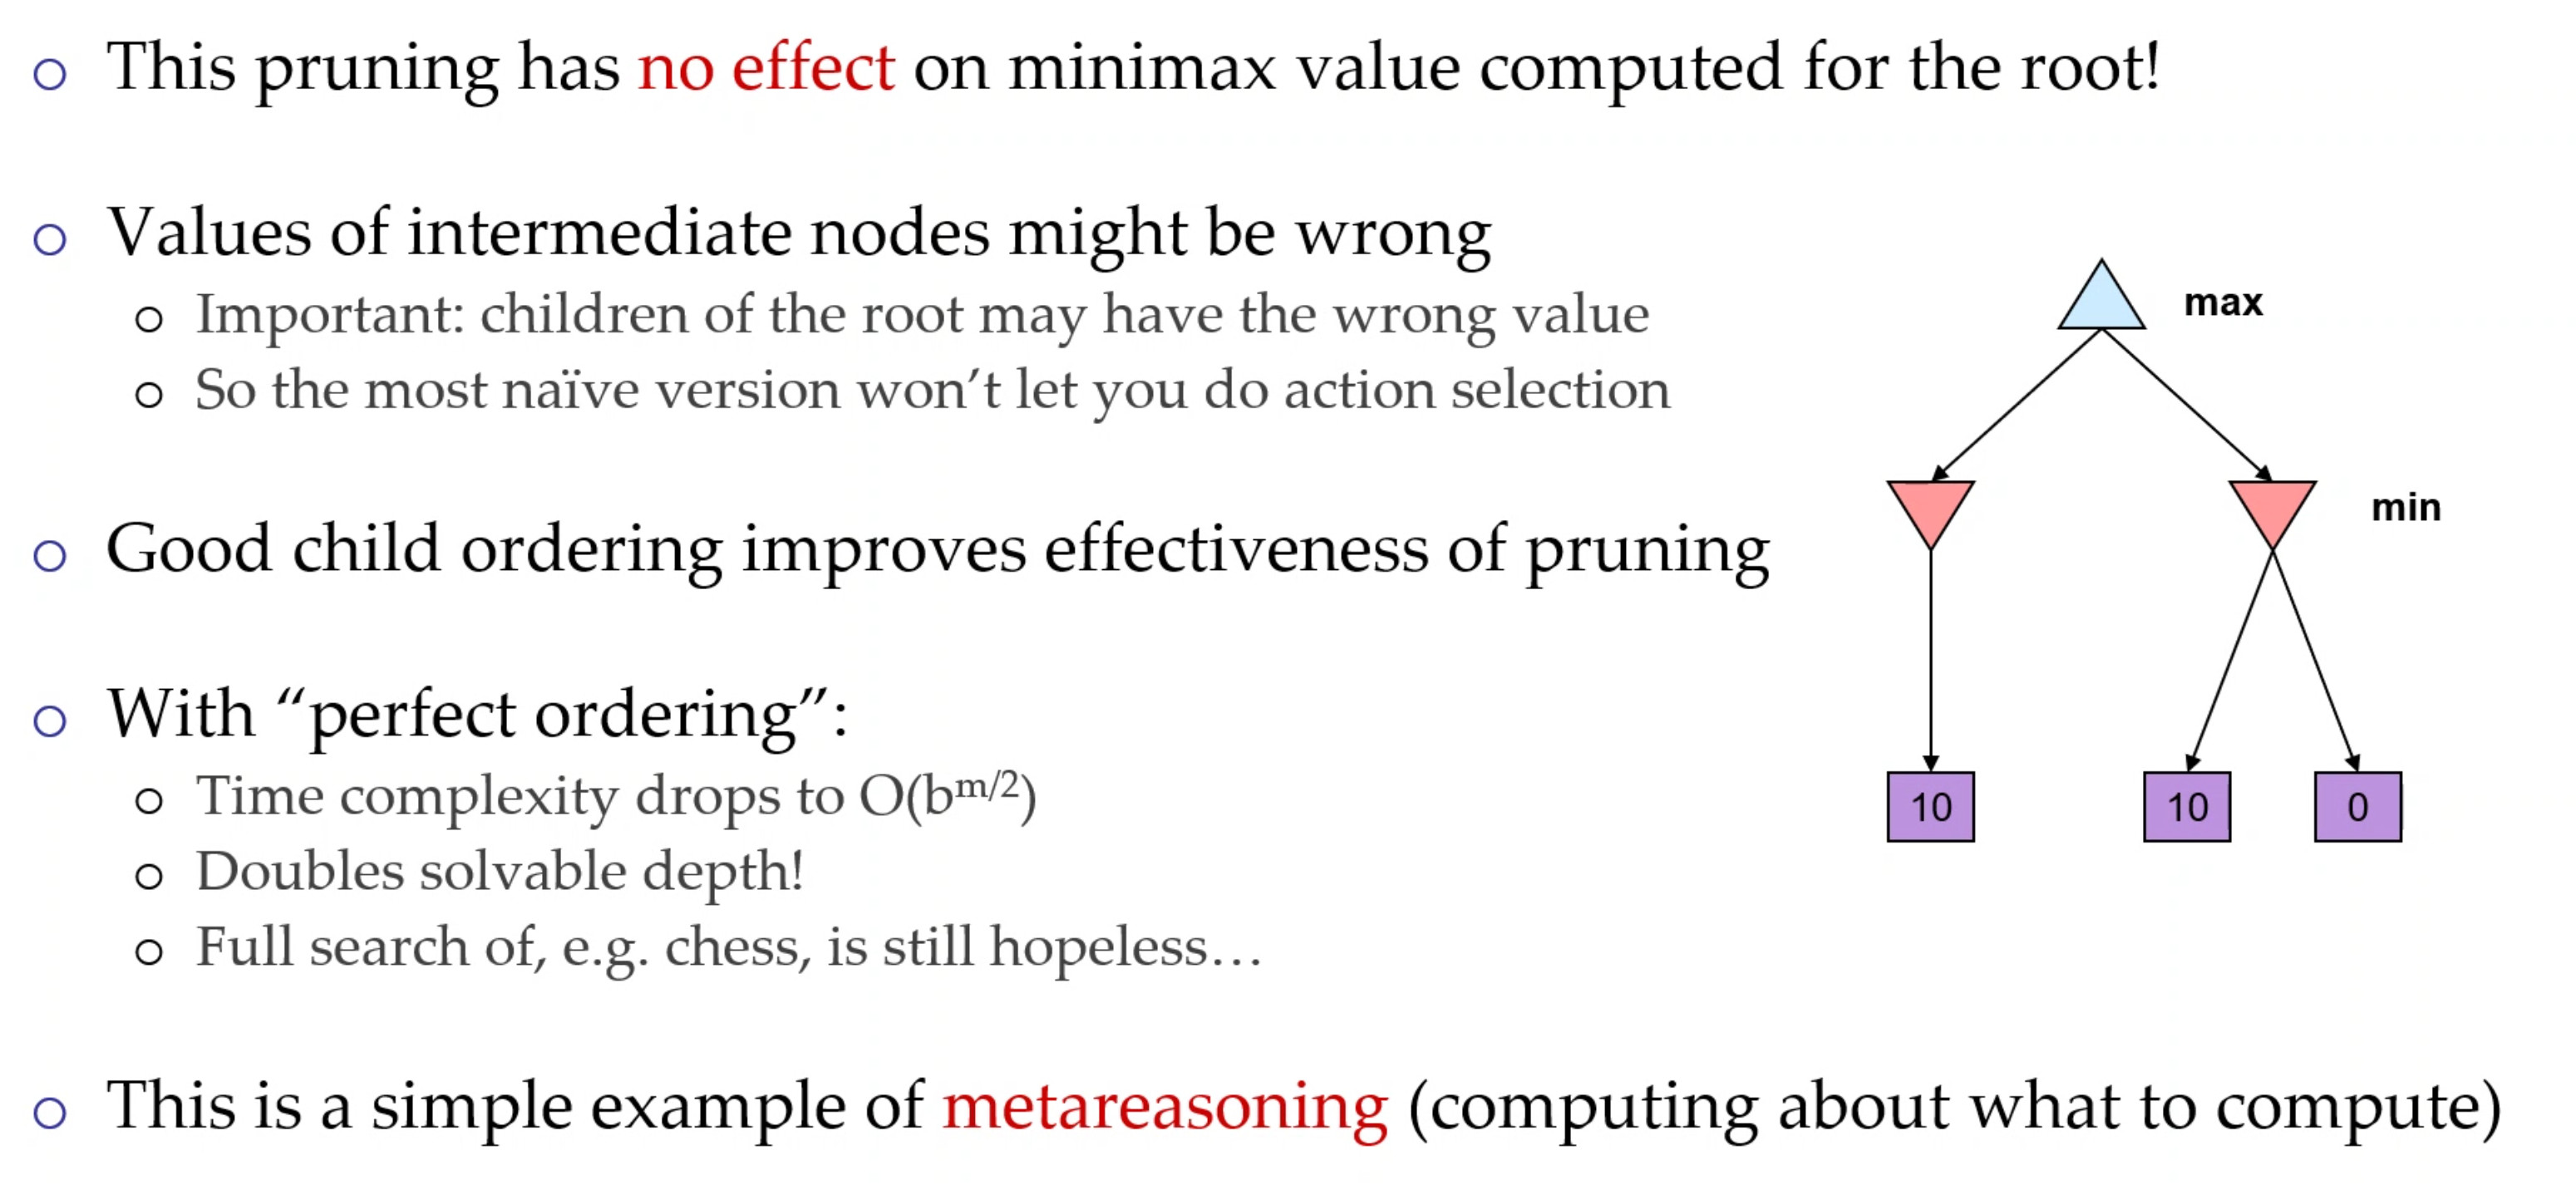 This pruning has no effect on minimax value computed for the root!
Values of intermediate nodes might be wrong
Important: children of the root may have the wrong value
So the most naïve version won’t let you do action selection
Good child ordering improves effectiveness of pruning
With “perfect ordering”:
Time complexity drops to O(b^{m/2})
Doubles solvable depth!
Full search of, e.g. chess, is still hopeless…
This is a simple example of metareasoning (computing about what to compute)
max
min
10
10
0